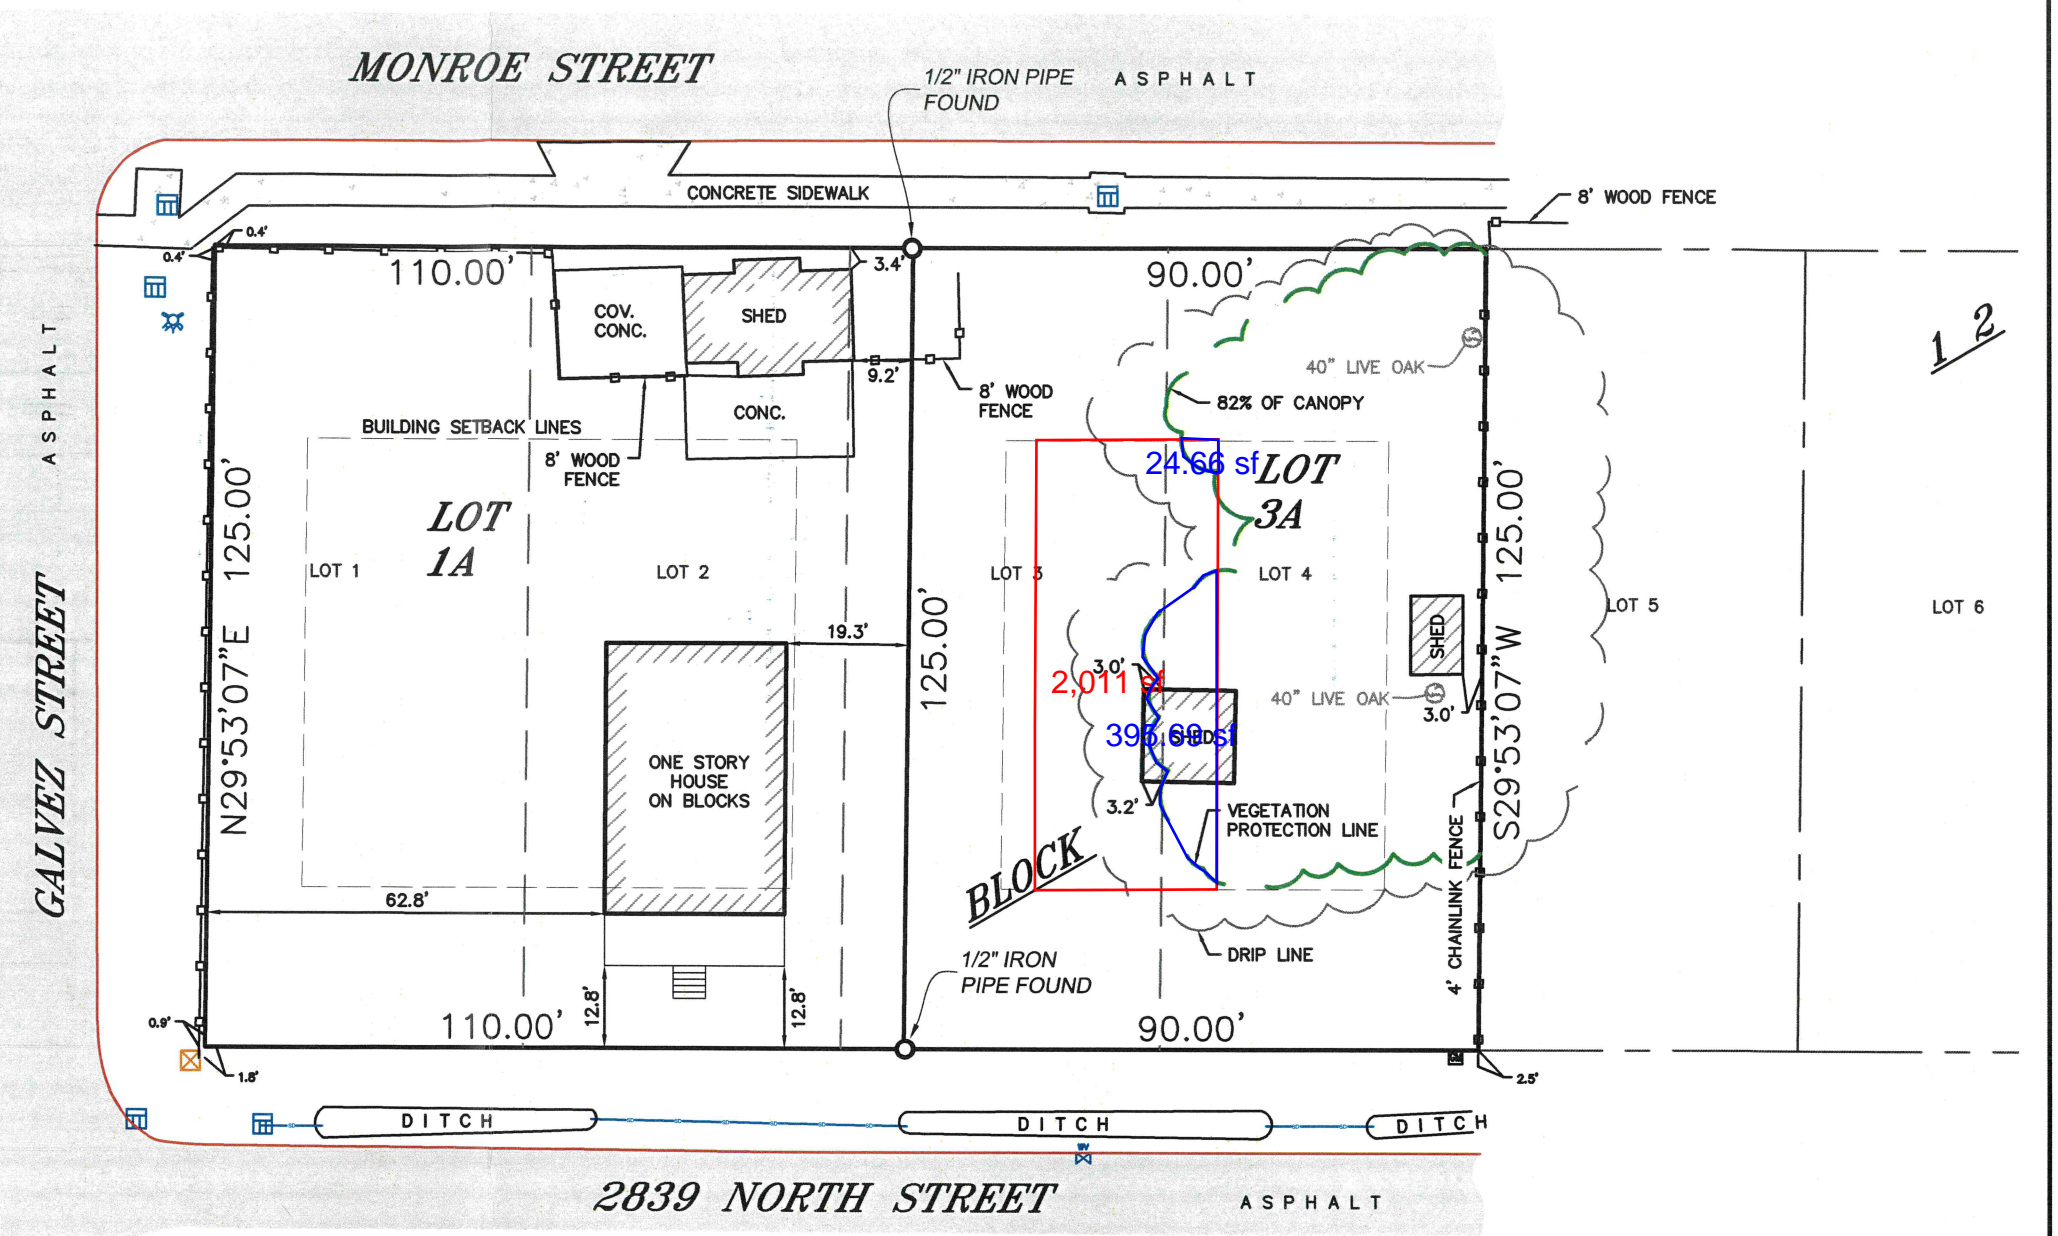 MONROE STREET
1/2" IRON PIPE
FOUND
ASPHALT
CONCRETE SIDEWALK
8' WOOD FENCE
0.4'
0.4'
110.00'
3.4'
90.00'
COV.
CONC.
SHED
40" LIVE OAK
1 2
ASPHALT
9.2'
8' WOOD
FENCE
82% OF CANOPY
CONC.
BUILDING SETBACK LINES
8' WOOD
FENCE
24.66 sf
LOT
3A
LOT
1A
N29°53'07"E 125.00'
125.00'
S29°53'07"W 125.00'
LOT 1
LOT 2
LOT 3
LOT 4
LOT 5
LOT 6
19.3'
SHED
3.0'
2,011 sf
40" LIVE OAK
3.0'
395.69 sf
SHED
GALVEZ STREET
ONE STORY
HOUSE
ON BLOCKS
3.2'
VEGETATION
PROTECTION LINE
BLOCK
4' CHAINLINK FENCE
62.8'
DRIP LINE
1/2" IRON
PIPE FOUND
12.8'
12.8'
0.9'
110.00'
90.00'
1.8'
2.5'
DITCH
DITCH
DITCH
SD
SD
SD
WV
2839 NORTH STREET
ASPHALT